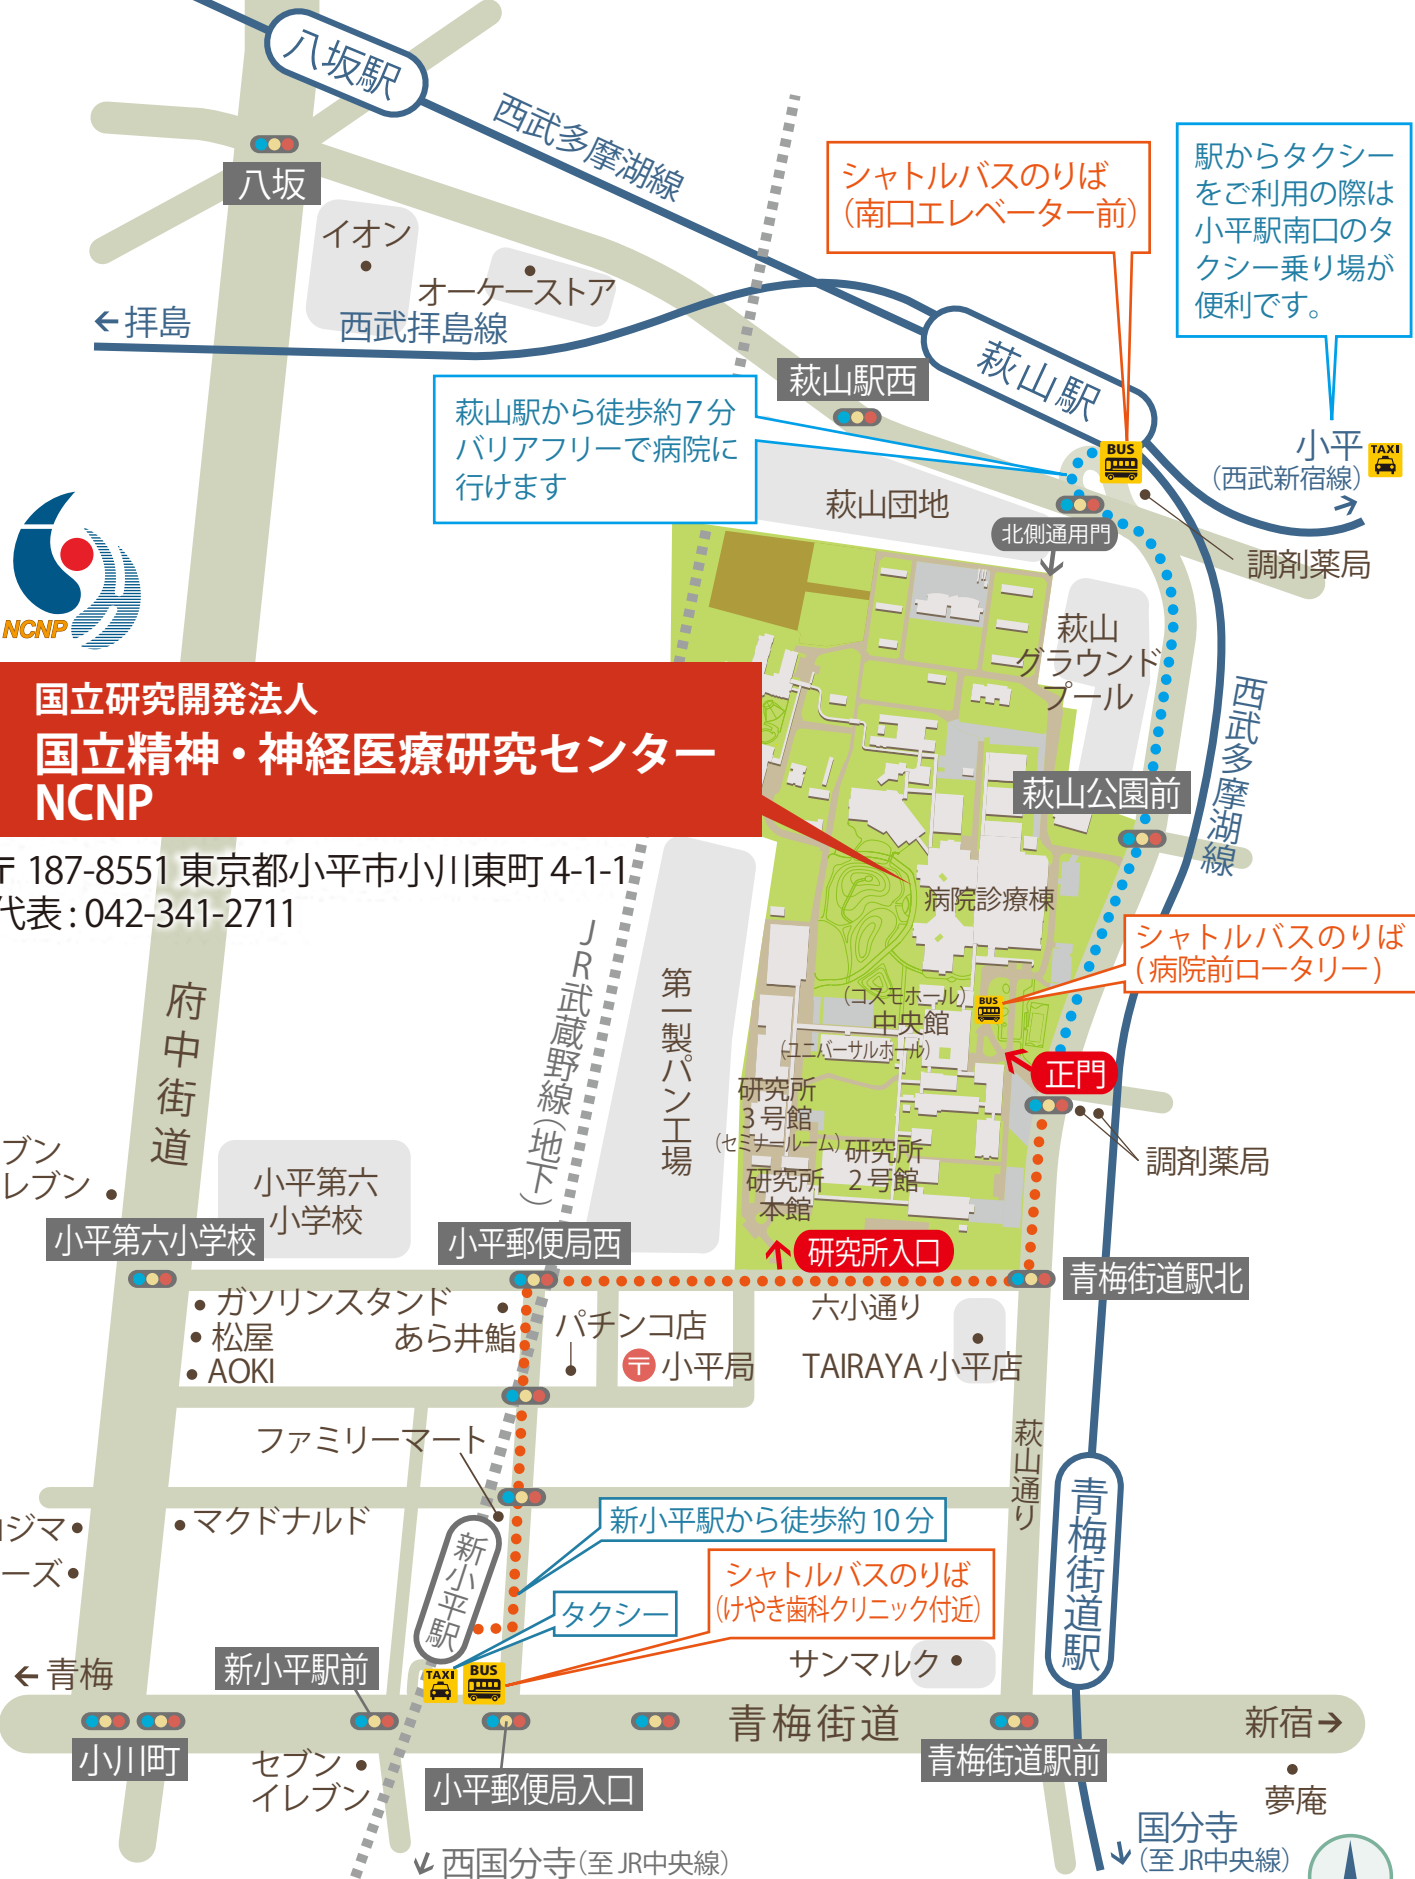 八坂駅
西武多摩湖線
八坂
イオン
オーケーストア
西武拝島線
←拝島
シャトルバスのりば
（南口エレベーター前）
駅からタクシー
をご利用の際は
小平駅南口のタ
クシー乗り場が
便利です。
萩山駅西
萩山駅
萩山駅から徒歩約７分
バリアフリーで病院に
行けます
BUS
小平
（西武新宿線）
TAXI
萩山団地
北側通用門
調剤薬局
NCNP
萩山
グラウンド
プール
西武多摩湖線
国立研究開発法人
国立精神・神経医療研究センター
NCNP
萩山公園前
〒187-8551 東京都小平市小川東町 4-1-1
代表 : 042-341-2711
病院診療棟
シャトルバスのりば
( 病院前ロータリー )
JR武蔵野線（地下）
第一製パン工場
府中街道
（コスモホール）
中央館
（ユニバーサルホール）
BUS
正門
研究所
３号館
（セミナールーム）
研究所
２号館
研究所
本館
調剤薬局
ブン
レブン
小平第六
小学校
小平第六小学校
小平郵便局西
研究所入口
青梅街道駅北
ガソリンスタンド
松屋
AOKI
あら井鮨
パチンコ店
〒小平局
六小通り
TAIRAYA 小平店
ファミリーマート
萩山通り
青梅街道駅
マクドナルド
ジマ
ーズ
新小平駅から徒歩約 10 分
新小平駅
シャトルバスのりば
（けやき歯科クリニック付近）
タクシー
サンマルク
←青梅
新小平駅前
TAXI
BUS
青梅街道
新宿→
小川町
セブン
イレブン
小平郵便局入口
青梅街道駅前
夢庵
西国分寺（至 JR中央線）
国分寺
（至 JR中央線）